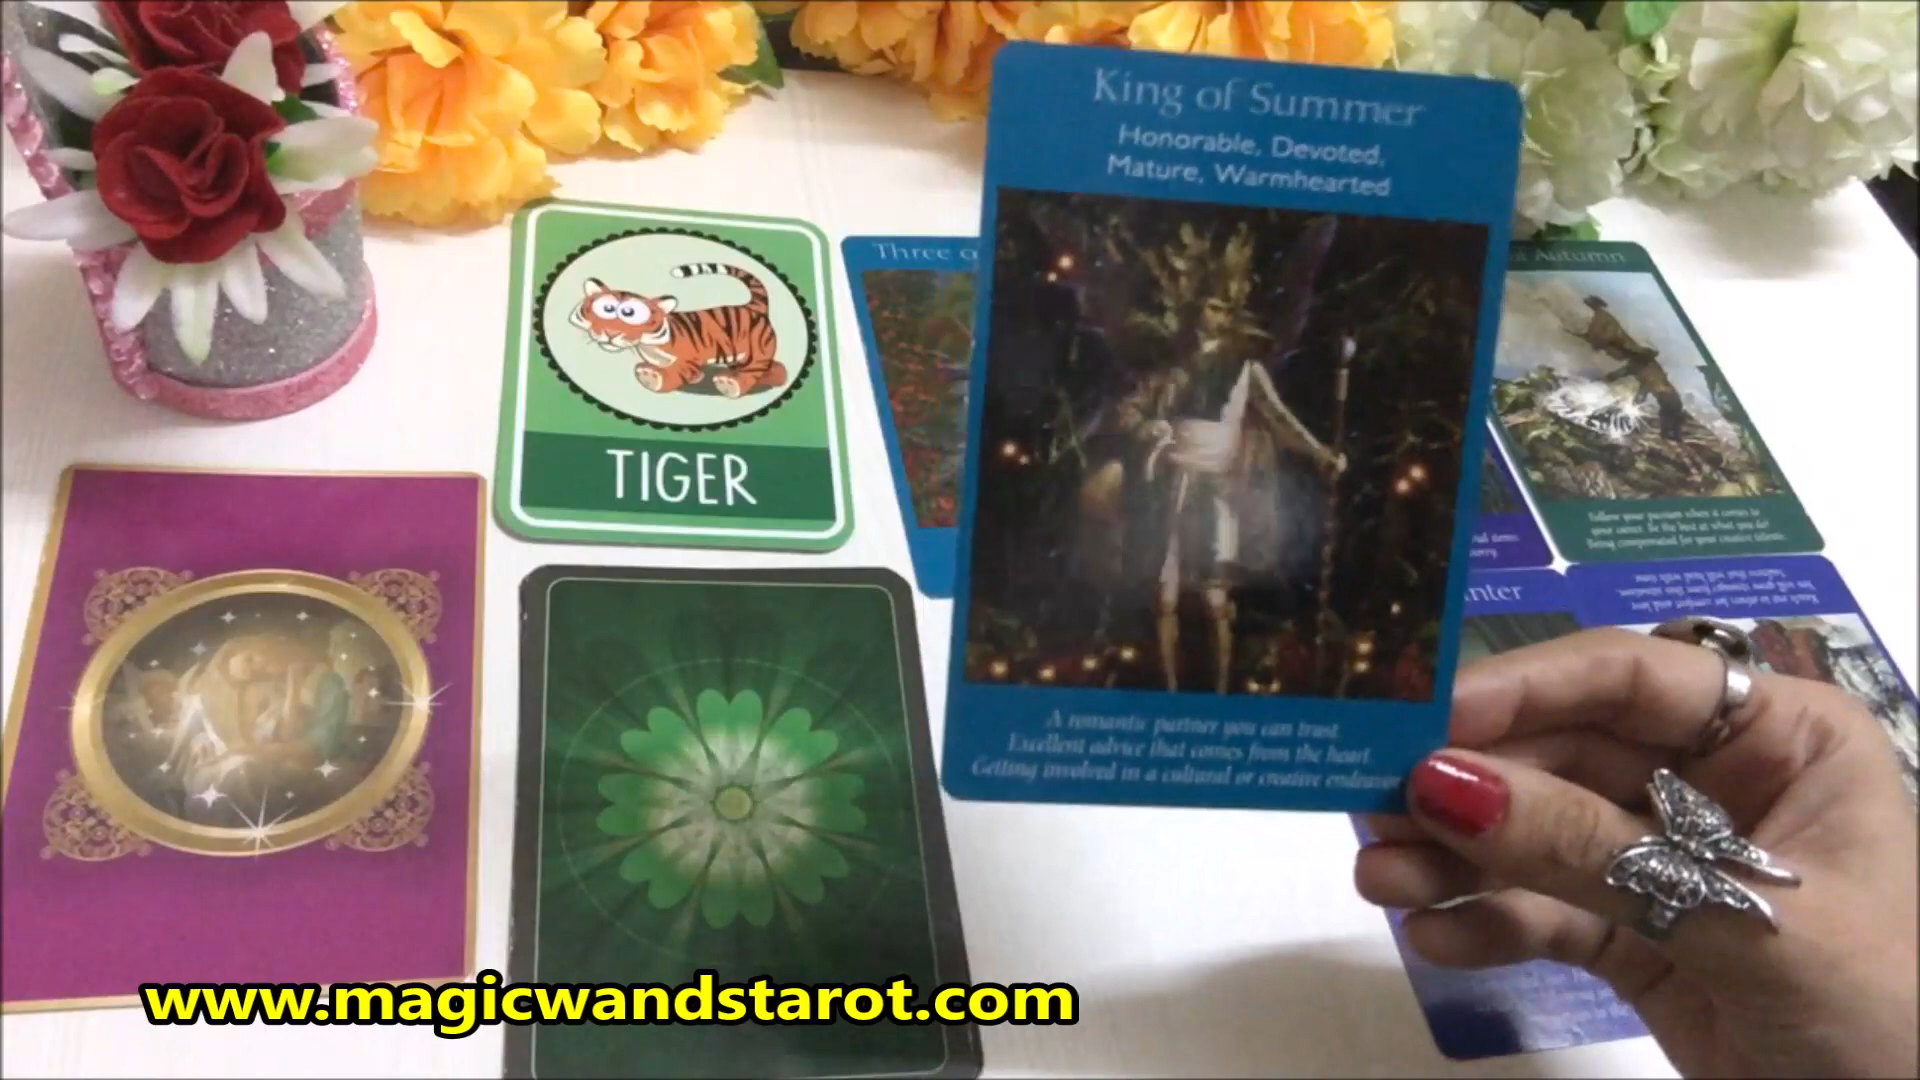 King of Summer
Honorable, Devoted,
Mature, Warmhearted
Three o
Autumn
TIGER
Follow your passion when it comes to
your career. Be the best at what you do!
Being compensated for your creative talents.
A romantic partner you can trust.
Excellent advice that comes from the heart.
Getting involved in a cultural or creative endeavor
www.magicwandstarot.com